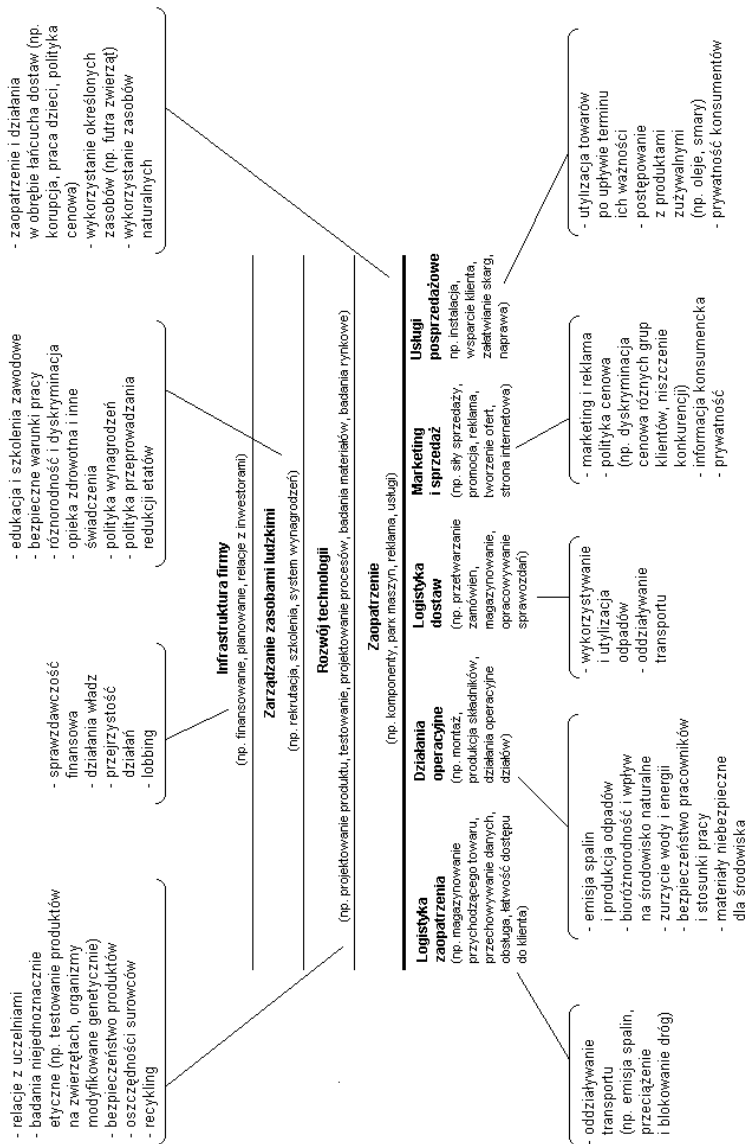 - relacje z uczelniami
- badania niejednoznacznie
etyczne (np. testowanie produktów
na zwierzętach, organizmy
modyfikowane genetycznie)
- bezpieczeństwo produktów
- oszczędności surowców
- recykling
- sprawzdawczość
finansowa
- działania władz
- przejrzystość
działań
- lobbing
- edukacja i szkolenia zawodowe
- bezpieczne warunki pracy
- różnorodność i dyskryminacja
- opieka zdrowotna i inne
świadczenia
- polityka wynagrodzeń
- polityka przeprowadzania
redukcji etatów
- zaopatrzenie i działania
w obrębie łańcucha dostaw (np.
korupcja, praca dzieci, polityka
cenowa)
- wykorzystanie określonych
zasobów (np. futra zwierząt)
- wykorzystanie zasobów
naturalnych
Infrastruktura firmy
(np. finansowanie, planowanie, relacje z inwestorami)
Zarządzanie zasobami ludzkimi
(np. rekrutacja, szkolenia, system wynagrodzeń)
Rozwój technologii
(np. projektowanie produktu, testowanie, projektowanie procesów, badania materiałów, badania rynkowe)
Zaopatrzenie
(np. komponenty, park maszyn, reklama, usługi)
Logistyka
zaopatrzenia
(np. magazynowanie
przychodzącego towaru,
przechowywanie danych,
obsługa, łatwość dostępu
do klienta)
Działania
operacyjne
(np. montaż,
produkcja składników,
działania operacyjne
działów)
Logistyka
dostaw
(np. przetwarzanie
zamówien,
magazynowanie,
opracowywanie
sprawozdań)
Marketing
i sprzedaż
(np. siły sprzedaży,
promocja, reklama,
tworzenie ofert,
strona internetowa)
Usługi
posprzedażowe
np. instalacja,
wsparcie klienta,
załatwianie skarg,
naprawa)
- oddziaływanie
transportu
(np. emisja spalin,
przeciążenie
i blokowanie dróg)
- emisja spalin
i produkcja odpadów
- bioróżnorodność i wpływ
na środowisko naturalne
- zurzycie wody i energii
- bezpieczeństwo pracowników
i stosunki pracy
- materiały niebezpieczne
dla środowiska
- wykorzystywanie
i utylizacja
odpadów
- oddziaływanie
transportu
- marketing i reklama
- polityka cenowa
(np. dyskryminacja
cenowa różnych grup
klientów, niszczenie
konkurencji)
- informacja konsumencka
- prywatność
- utylizacja towarów
po upływie terminu
ich ważności
- postępowanie
z produktami
zużywalnymi
(np. oleje, smary)
- prywatność konsumentów